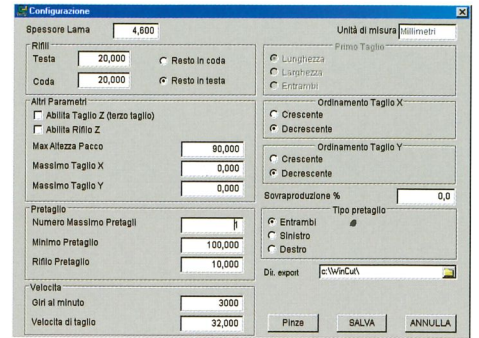 Configurazione
Spessore Lama 4,600
Unità di misura Millimetri
Rifili
Testa 20,000
Resto in coda
Coda 20,000
Resto in testa
Primo Taglio
Lunghezza
Larghezza
Entrambi
Altri Parametri
Abilita Taglio Z (terzo taglio)
Abilita Rifilo Z
Max Altezza Pacco 90,000
Massimo Taglio X 0,000
Massimo Taglio Y 0,000
Ordinamento Taglio X
Crescente
Decrescente
Ordinamento Taglio Y
Crescente
Decrescente
Sovraproduzione % 0,0
Pretaglio
Numero Massimo Pretagli 1
Minimo Pretaglio 100,000
Rifilo Pretaglio 10,000
Tipo pretaglio
Entrambi
Sinistro
Destro
Dir. export c:\WinCut\
Velocita
Giri al minuto 3000
Velocita di taglio 32,000
Pinze SALVA ANNULLA